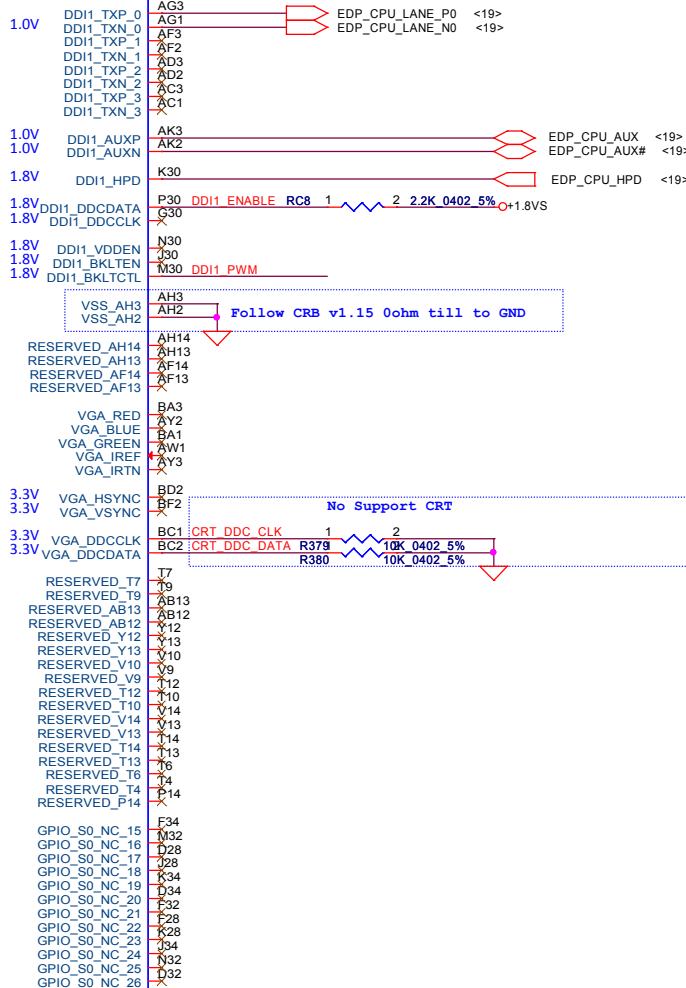 DDI1_TXP_0 AG3 EDP_CPU_LANE_P0 <19>
1.0V DDI1_TXN_0 AG1 EDP_CPU_LANE_N0 <19>
DDI1_TXP_1 AF3
DDI1_TXN_1 AF2
DDI1_TXP_2 AD3
DDI1_TXN_2 AD2
DDI1_TXP_3 AC3
DDI1_TXN_3 AC1
1.0V DDI1_AUXP AK3 EDP_CPU_AUX <19>
1.0V DDI1_AUXN AK2 EDP_CPU_AUX# <19>
1.8V DDI1_HPD K30 EDP_CPU_HPD <19>
1.8V DDI1_DDCDATA P30 DDI1_ENABLE RC8 1 2 2.2K_0402_5% +1.8VS
1.8V DDI1_DDCCLK G30
1.8V DDI1_VDDEN N30
1.8V DDI1_BKLTEN J30
1.8V DDI1_BKLTCTL M30 DDI1_PWM
VSS_AH3 AH3
VSS_AH2 AH2 Follow CRB v1.15 0ohm till to GND
RESERVED_AH14 AH14
RESERVED_AH13 AH13
RESERVED_AF14 AF14
RESERVED_AF13 AF13
VGA_RED BA3
VGA_BLUE AY2
VGA_GREEN BA1
VGA_IREF AW1
VGA_IRTN AY3
3.3V VGA_HSYNC BD2
3.3V VGA_VSYNC BF2
No Support CRT
3.3V VGA_DDCCLK BC1 CRT_DDC_CLK 1 2
3.3V VGA_DDCDATA BC2 CRT_DDC_DATA R379 1 2 10K_0402_5%
R380 10K_0402_5%
RESERVED_T7 T7
RESERVED_T9 T9
RESERVED_AB13 AB13
RESERVED_AB12 AB12
RESERVED_Y12 Y12
RESERVED_Y13 Y13
RESERVED_V10 V10
RESERVED_V9 V9
RESERVED_T12 T12
RESERVED_T10 T10
RESERVED_V14 V14
RESERVED_V13 V13
RESERVED_T14 T14
RESERVED_T13 T13
RESERVED_T6 T6
RESERVED_T4 T4
RESERVED_P14 P14
GPIO_S0_NC_15 F34
GPIO_S0_NC_16 M32
GPIO_S0_NC_17 D28
GPIO_S0_NC_18 J28
GPIO_S0_NC_19 K34
GPIO_S0_NC_20 D34
GPIO_S0_NC_21 F32
GPIO_S0_NC_22 F28
GPIO_S0_NC_23 K28
GPIO_S0_NC_24 J34
GPIO_S0_NC_25 N32
GPIO_S0_NC_26 D32